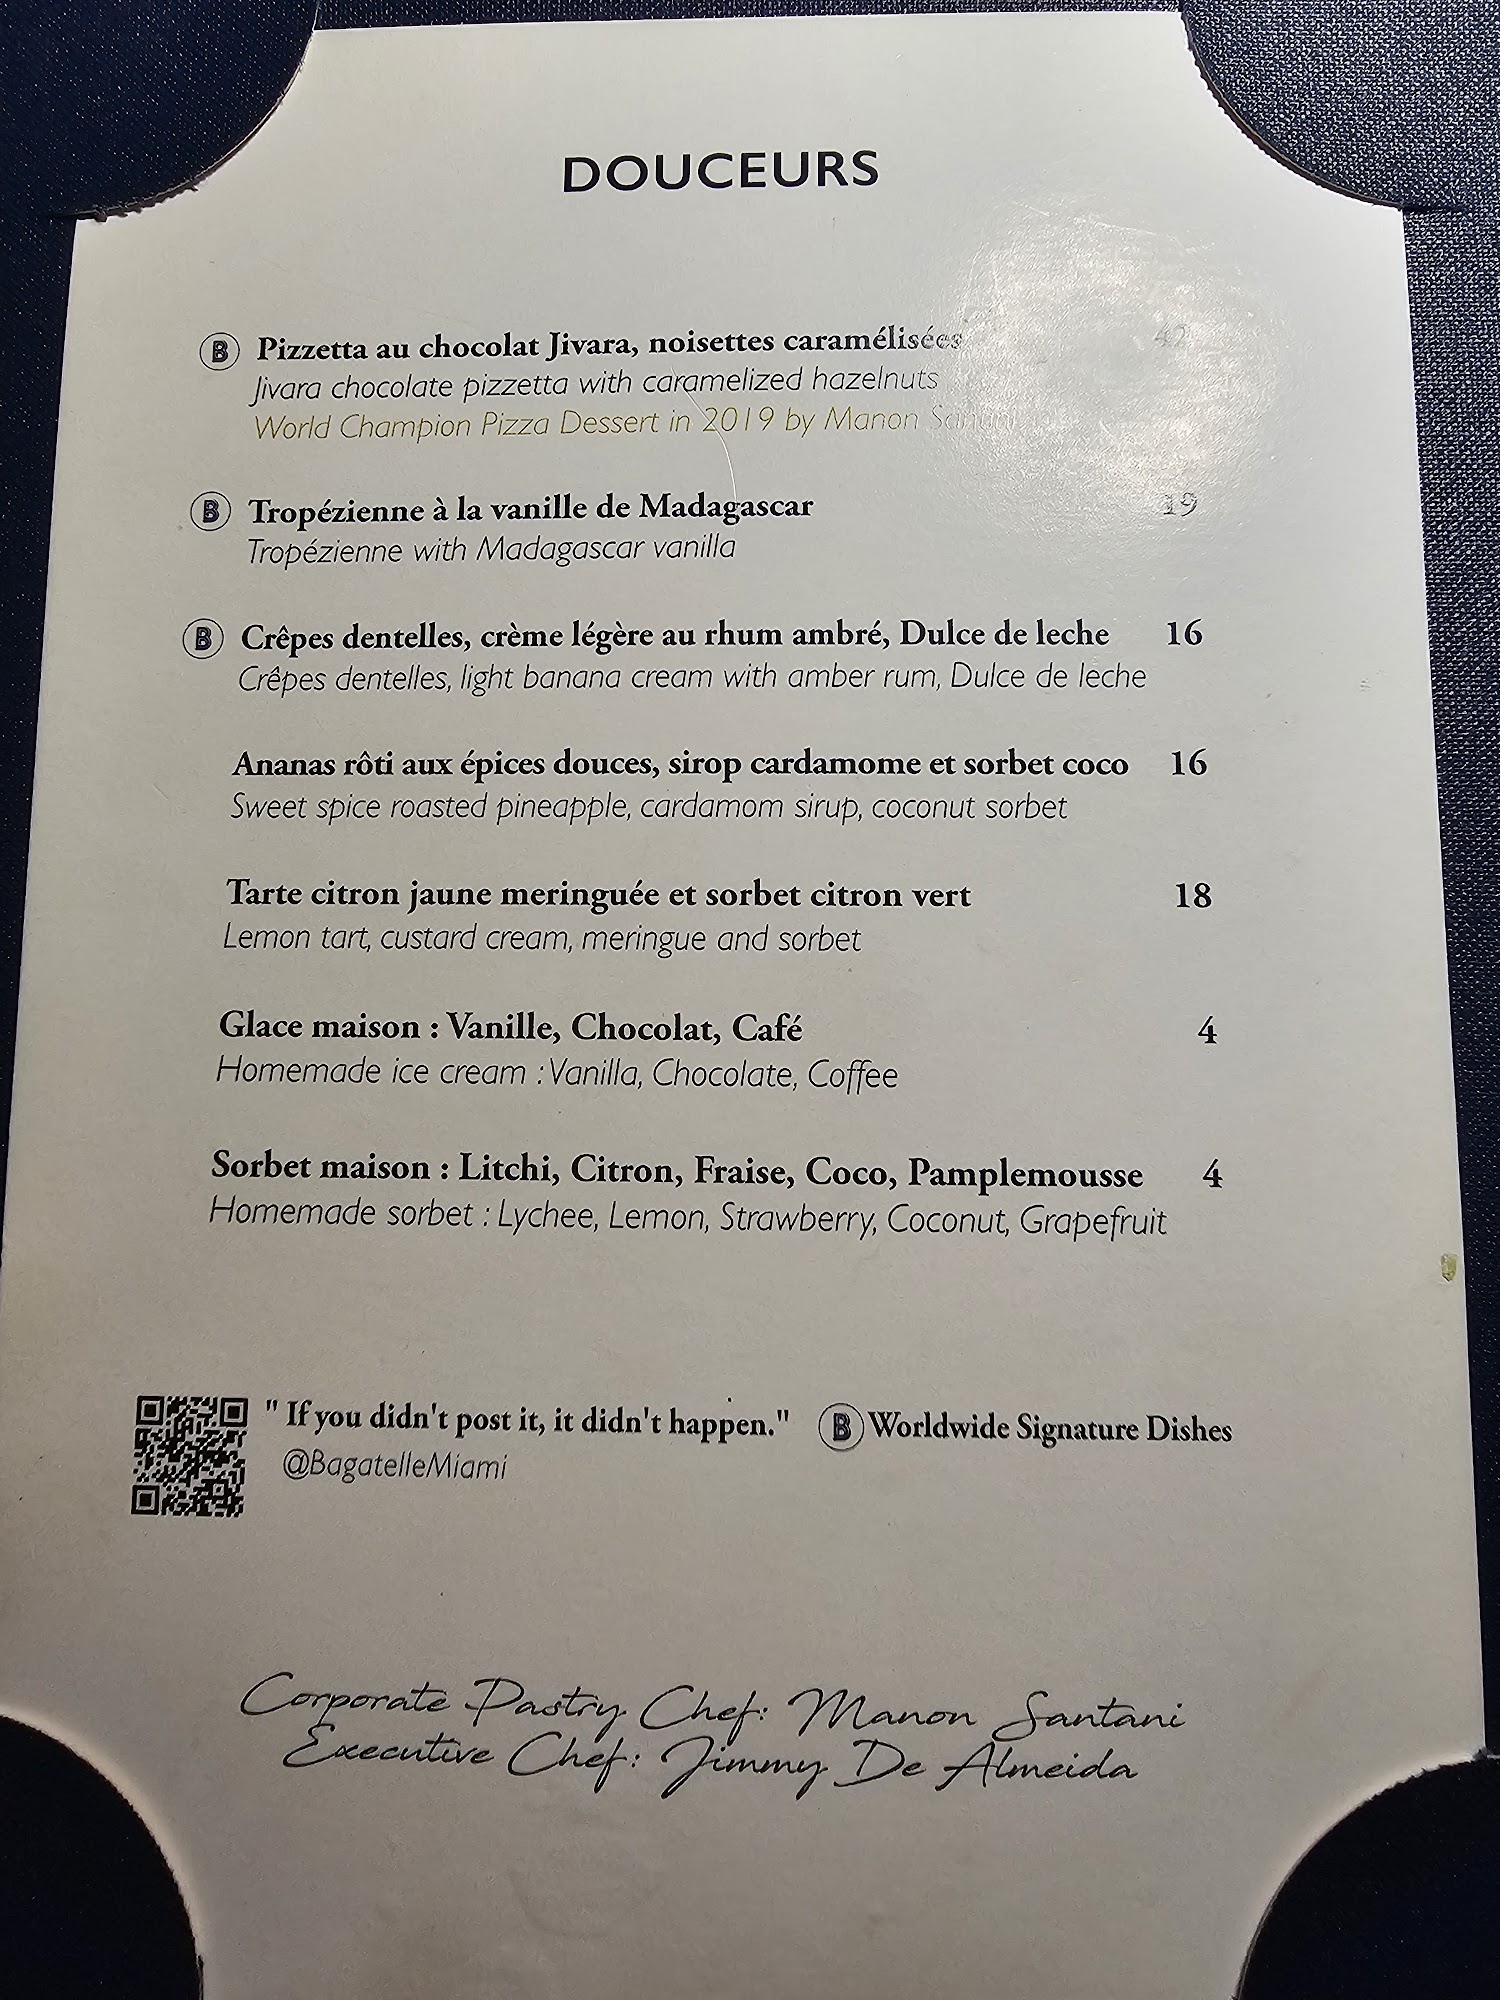 DOUCEURS
B Pizzetta au chocolat Jivara, noisettes caramélisées 42
Jivara chocolate pizzetta with caramelized hazelnuts
World Champion Pizza Dessert in 2019 by Manon Santani
B Tropézienne à la vanille de Madagascar 19
Tropézienne with Madagascar vanilla
B Crêpes dentelles, crème légère au rhum ambré, Dulce de leche 16
Crêpes dentelles, light banana cream with amber rum, Dulce de leche
Ananas rôti aux épices douces, sirop cardamome et sorbet coco 16
Sweet spice roasted pineapple, cardamom sirup, coconut sorbet
Tarte citron jaune meringuée et sorbet citron vert 18
Lemon tart, custard cream, meringue and sorbet
Glace maison : Vanille, Chocolat, Café 4
Homemade ice cream : Vanilla, Chocolate, Coffee
Sorbet maison : Litchi, Citron, Fraise, Coco, Pamplemousse 4
Homemade sorbet : Lychee, Lemon, Strawberry, Coconut, Grapefruit
" If you didn't post it, it didn't happen." B Worldwide Signature Dishes
@BagatelleMiami
Corporate Pastry Chef: Manon Santani
Executive Chef: Jimmy De Almeida